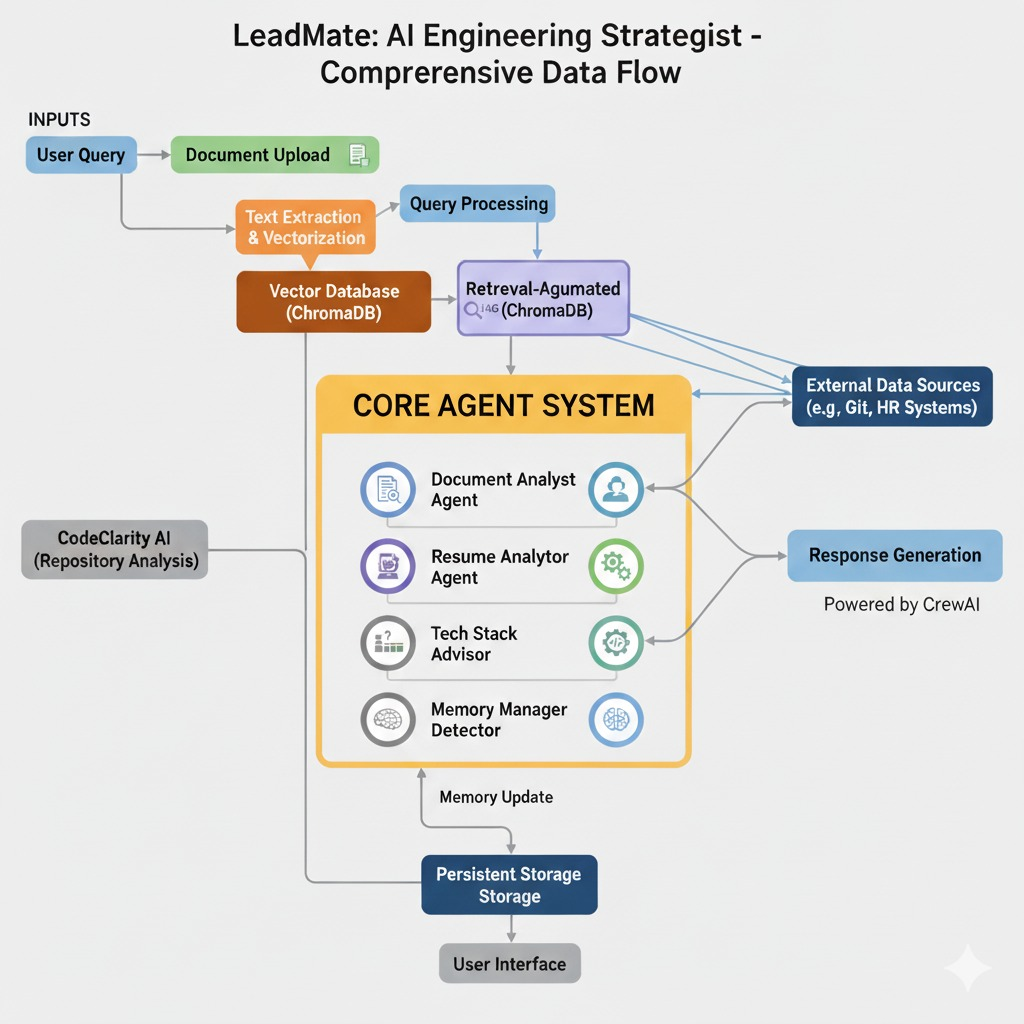 LeadMate: AI Engineering Strategist -
Comprerensive Data Flow
INPUTS
User Query
Document Upload
Text Extraction
& Vectorization
Query Processing
Vector Database
(ChromaDB)
Retreval-Agumated
(ChromaDB)
External Data Sources
(e.g, Git, HR Systems)
CORE AGENT SYSTEM
Document Analyst
Agent
CodeClarity AI
(Repository Analysis)
Resume Analytor
Agent
Response Generation
Powered by CrewAI
Tech Stack
Advisor
Memory Manager
Detector
Memory Update
Persistent Storage
Storage
User Interface